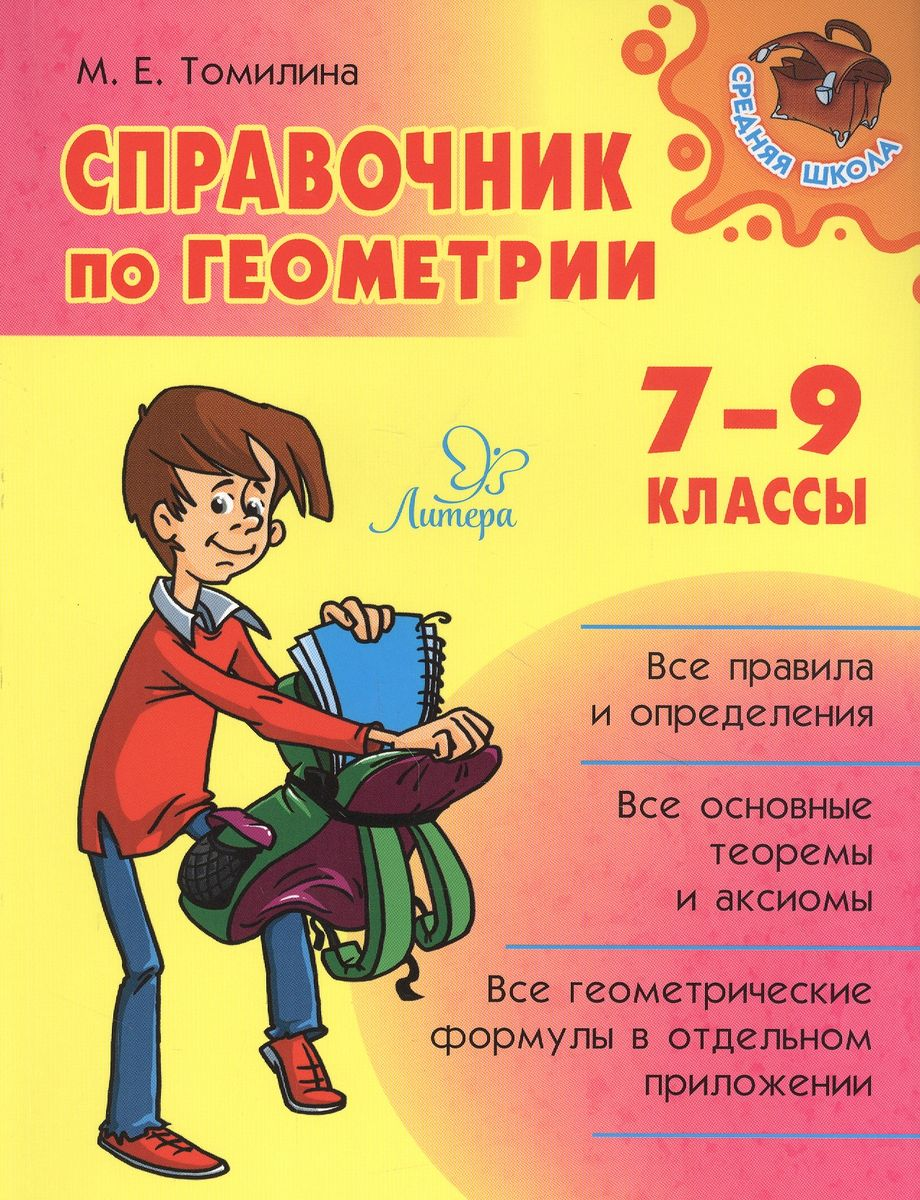 М. Е. Томилина
СРЕДНЯЯ ШКОЛА
СПРАВОЧНИК
ПО ГЕОМЕТРИИ
7–9
КЛАССЫ
Литера
Все правила
и определения
Все основные
теоремы
и аксиомы
Все геометрические
формулы в отдельном
приложении